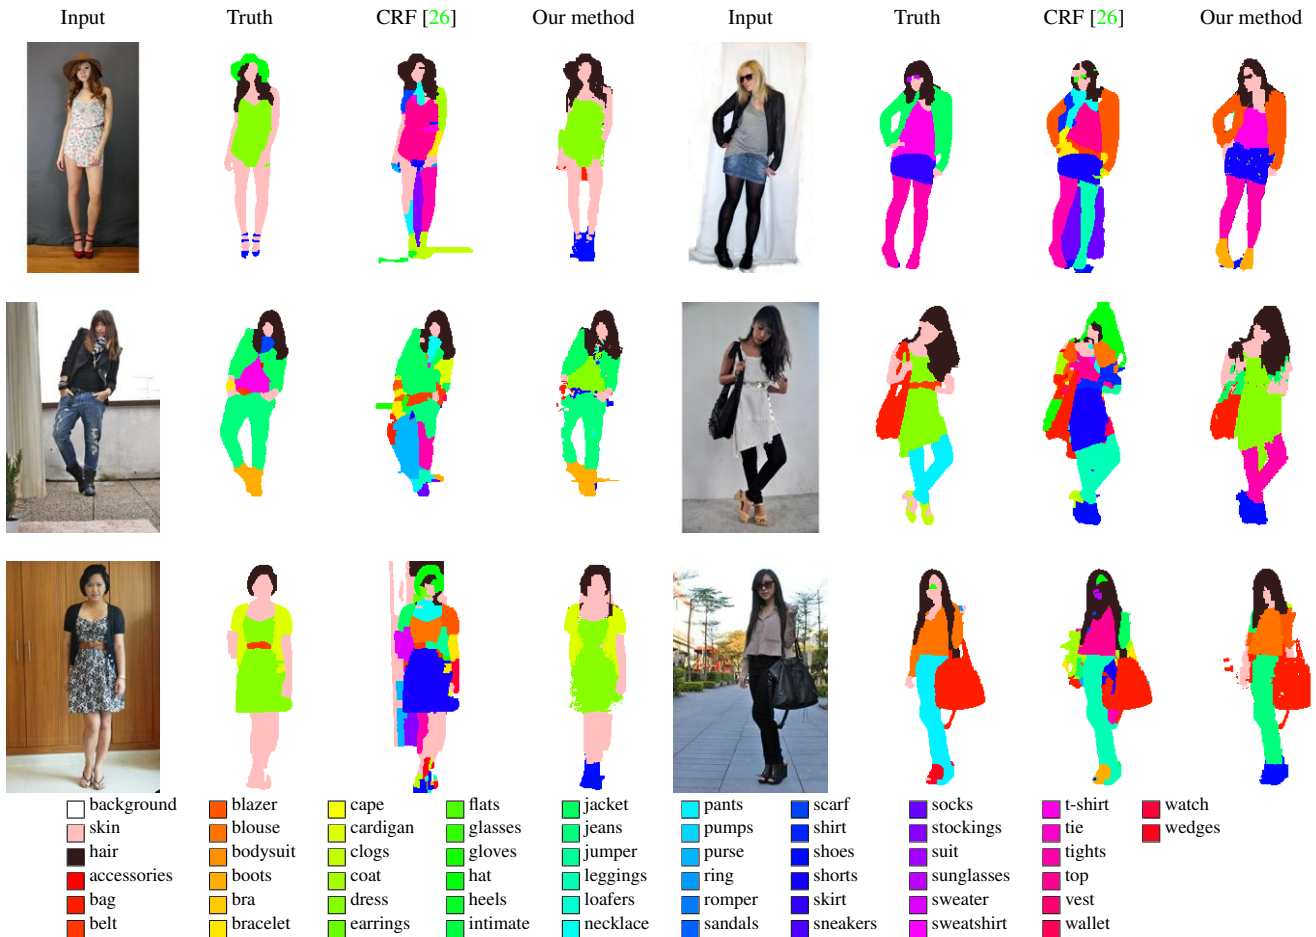 Input Truth CRF [26] Our method Input Truth CRF [26] Our method
background blazer cape flats jacket pants scarf socks t-shirt watch
skin blouse cardigan glasses jeans pumps shirt stockings tie wedges
hair bodysuit clogs gloves jumper purse shoes suit tights
accessories boots coat hat leggings ring shorts sunglasses top
bag bra dress heels loafers romper skirt sweater vest
belt bracelet earrings intimate necklace sandals sneakers sweatshirt wallet